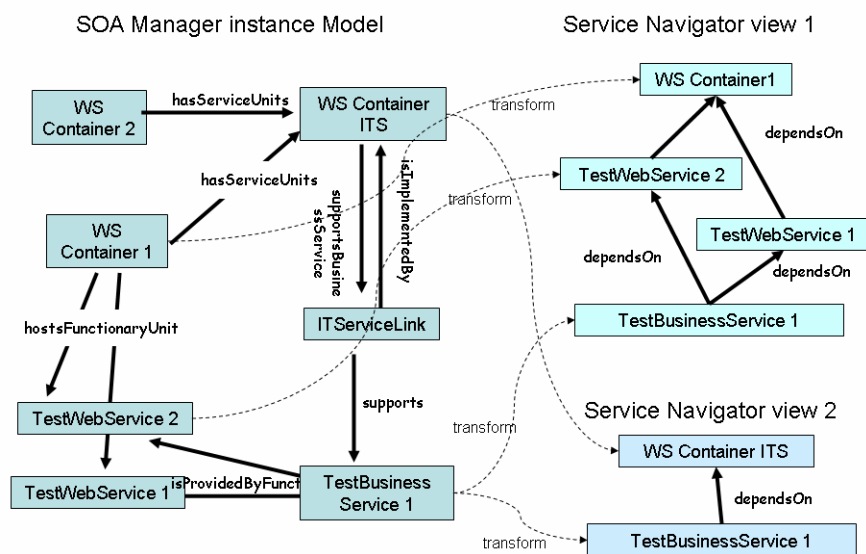 SOA Manager instance Model
Service Navigator view 1
WS
Container 2
hasServiceUnits
WS Container
ITS
transform
WS Container1
dependsOn
hasServiceUnits
TestWebService 2
transform
WS
Container 1
supportsBusine
ssService
isImplementedBy
TestWebService 1
dependsOn
dependsOn
hostsFunctionaryUnit
ITServiceLink
TestBusinessService 1
supports
TestWebService 2
transform
Service Navigator view 2
WS Container ITS
TestWebService 1
isProvidedByFunct
TestBusiness
Service 1
dependsOn
transform
TestBusinessService 1